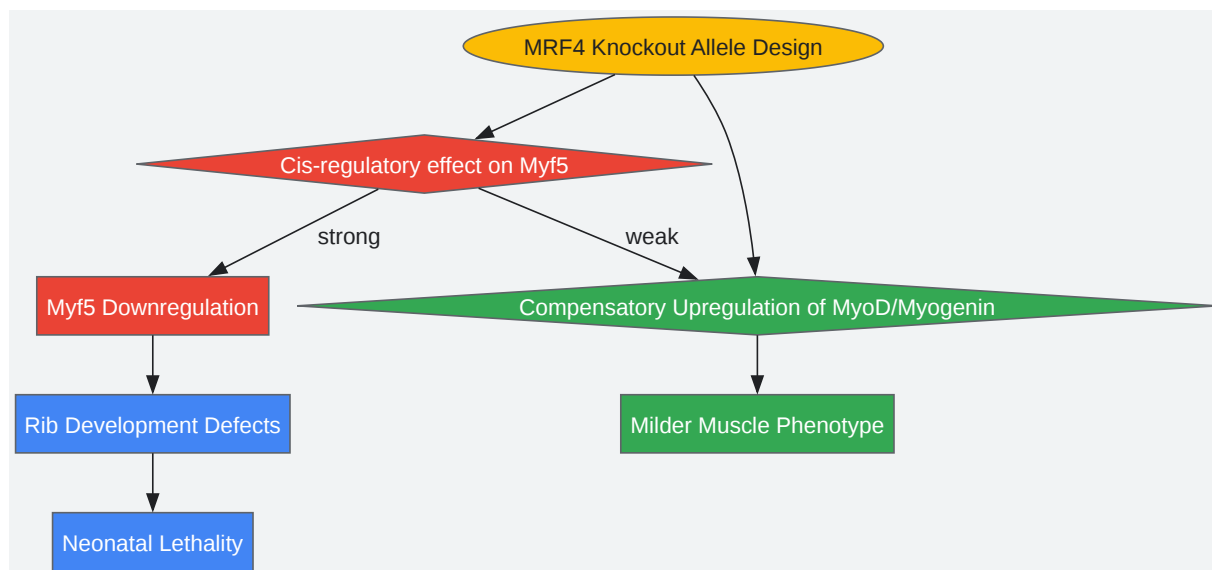 MRF4 Knockout Allele Design
Cis-regulatory effect on Myf5
strong
weak
Myf5 Downregulation
Compensatory Upregulation of MyoD/Myogenin
Rib Development Defects
Milder Muscle Phenotype
Neonatal Lethality